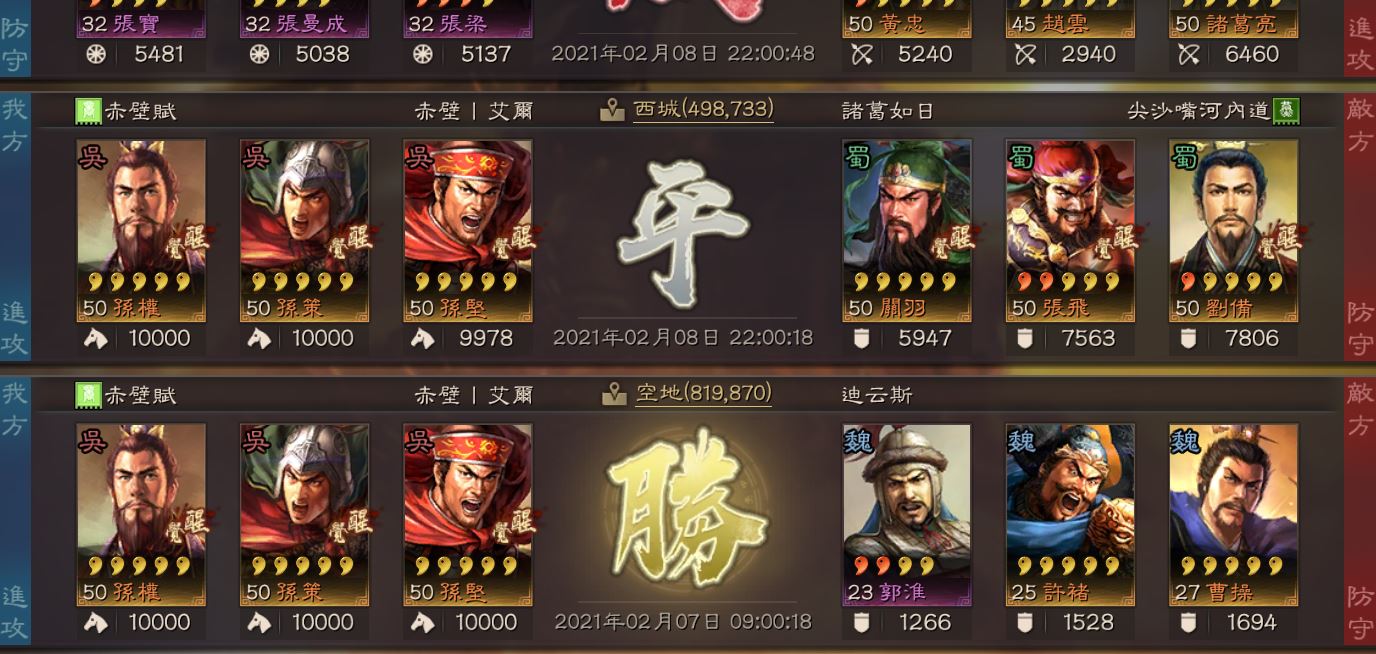 防守
進攻
32 張寶
32 張曼成
32 張梁
50 黃忠
45 趙雲
50 諸葛亮
5481
5038
5137
2021年02月08日 22:00:48
5240
2940
6460
我方
敵方
赤壁賦
赤壁 | 艾爾
西城(498,733)
諸葛如日
尖沙嘴河內道
吳
吳
吳
蜀
蜀
蜀
平
覺醒
覺醒
覺醒
覺醒
覺醒
覺醒
50 孫權
50 孫策
50 孫堅
50 關羽
50 張飛
50 劉備
進攻
防守
10000
10000
9978
2021年02月08日 22:00:18
5947
7563
7806
我方
敵方
赤壁賦
赤壁 | 艾爾
空地(819,870)
迪云斯
吳
吳
吳
魏
魏
魏
勝
覺醒
覺醒
覺醒
50 孫權
50 孫策
50 孫堅
23 郭淮
25 許褚
27 曹操
進攻
防守
10000
10000
10000
2021年02月07日 09:00:18
1266
1528
1694